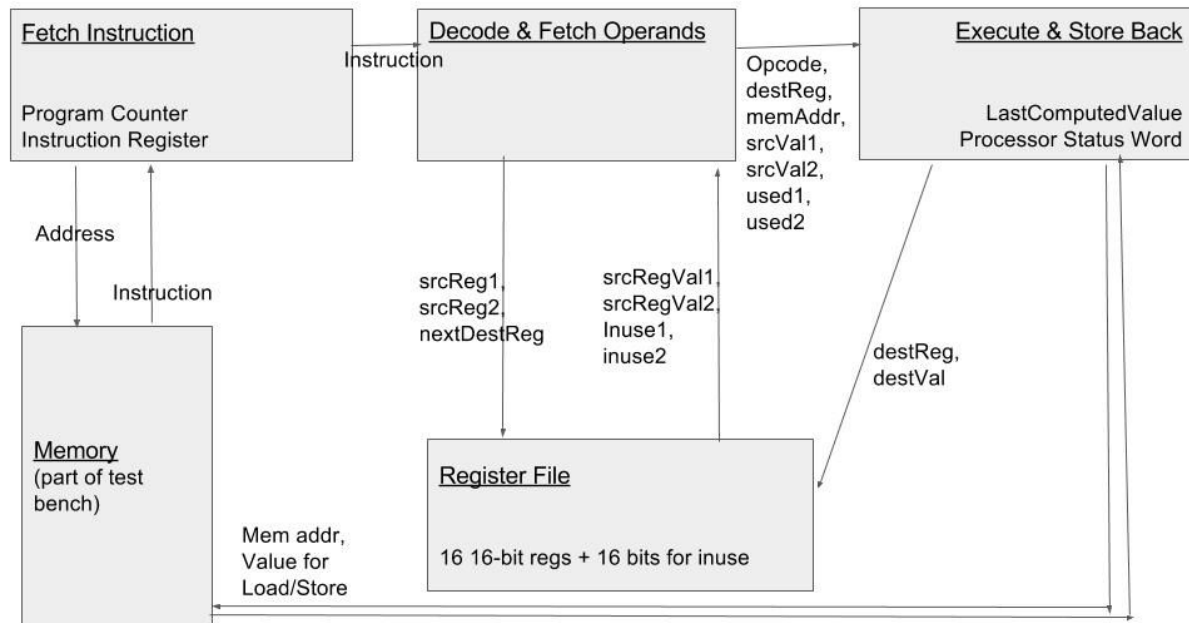 Fetch Instruction
Program Counter
Instruction Register
Instruction
Decode & Fetch Operands
Opcode,
destReg,
memAddr,
srcVal1,
srcVal2,
used1,
used2
Execute & Store Back
LastComputedValue
Processor Status Word
Address
Instruction
srcReg1,
srcReg2,
nextDestReg
srcRegVal1,
srcRegVal2,
Inuse1,
inuse2
destReg,
destVal
Memory
(part of test
bench)
Register File
16 16-bit regs + 16 bits for inuse
Mem addr,
Value for
Load/Store